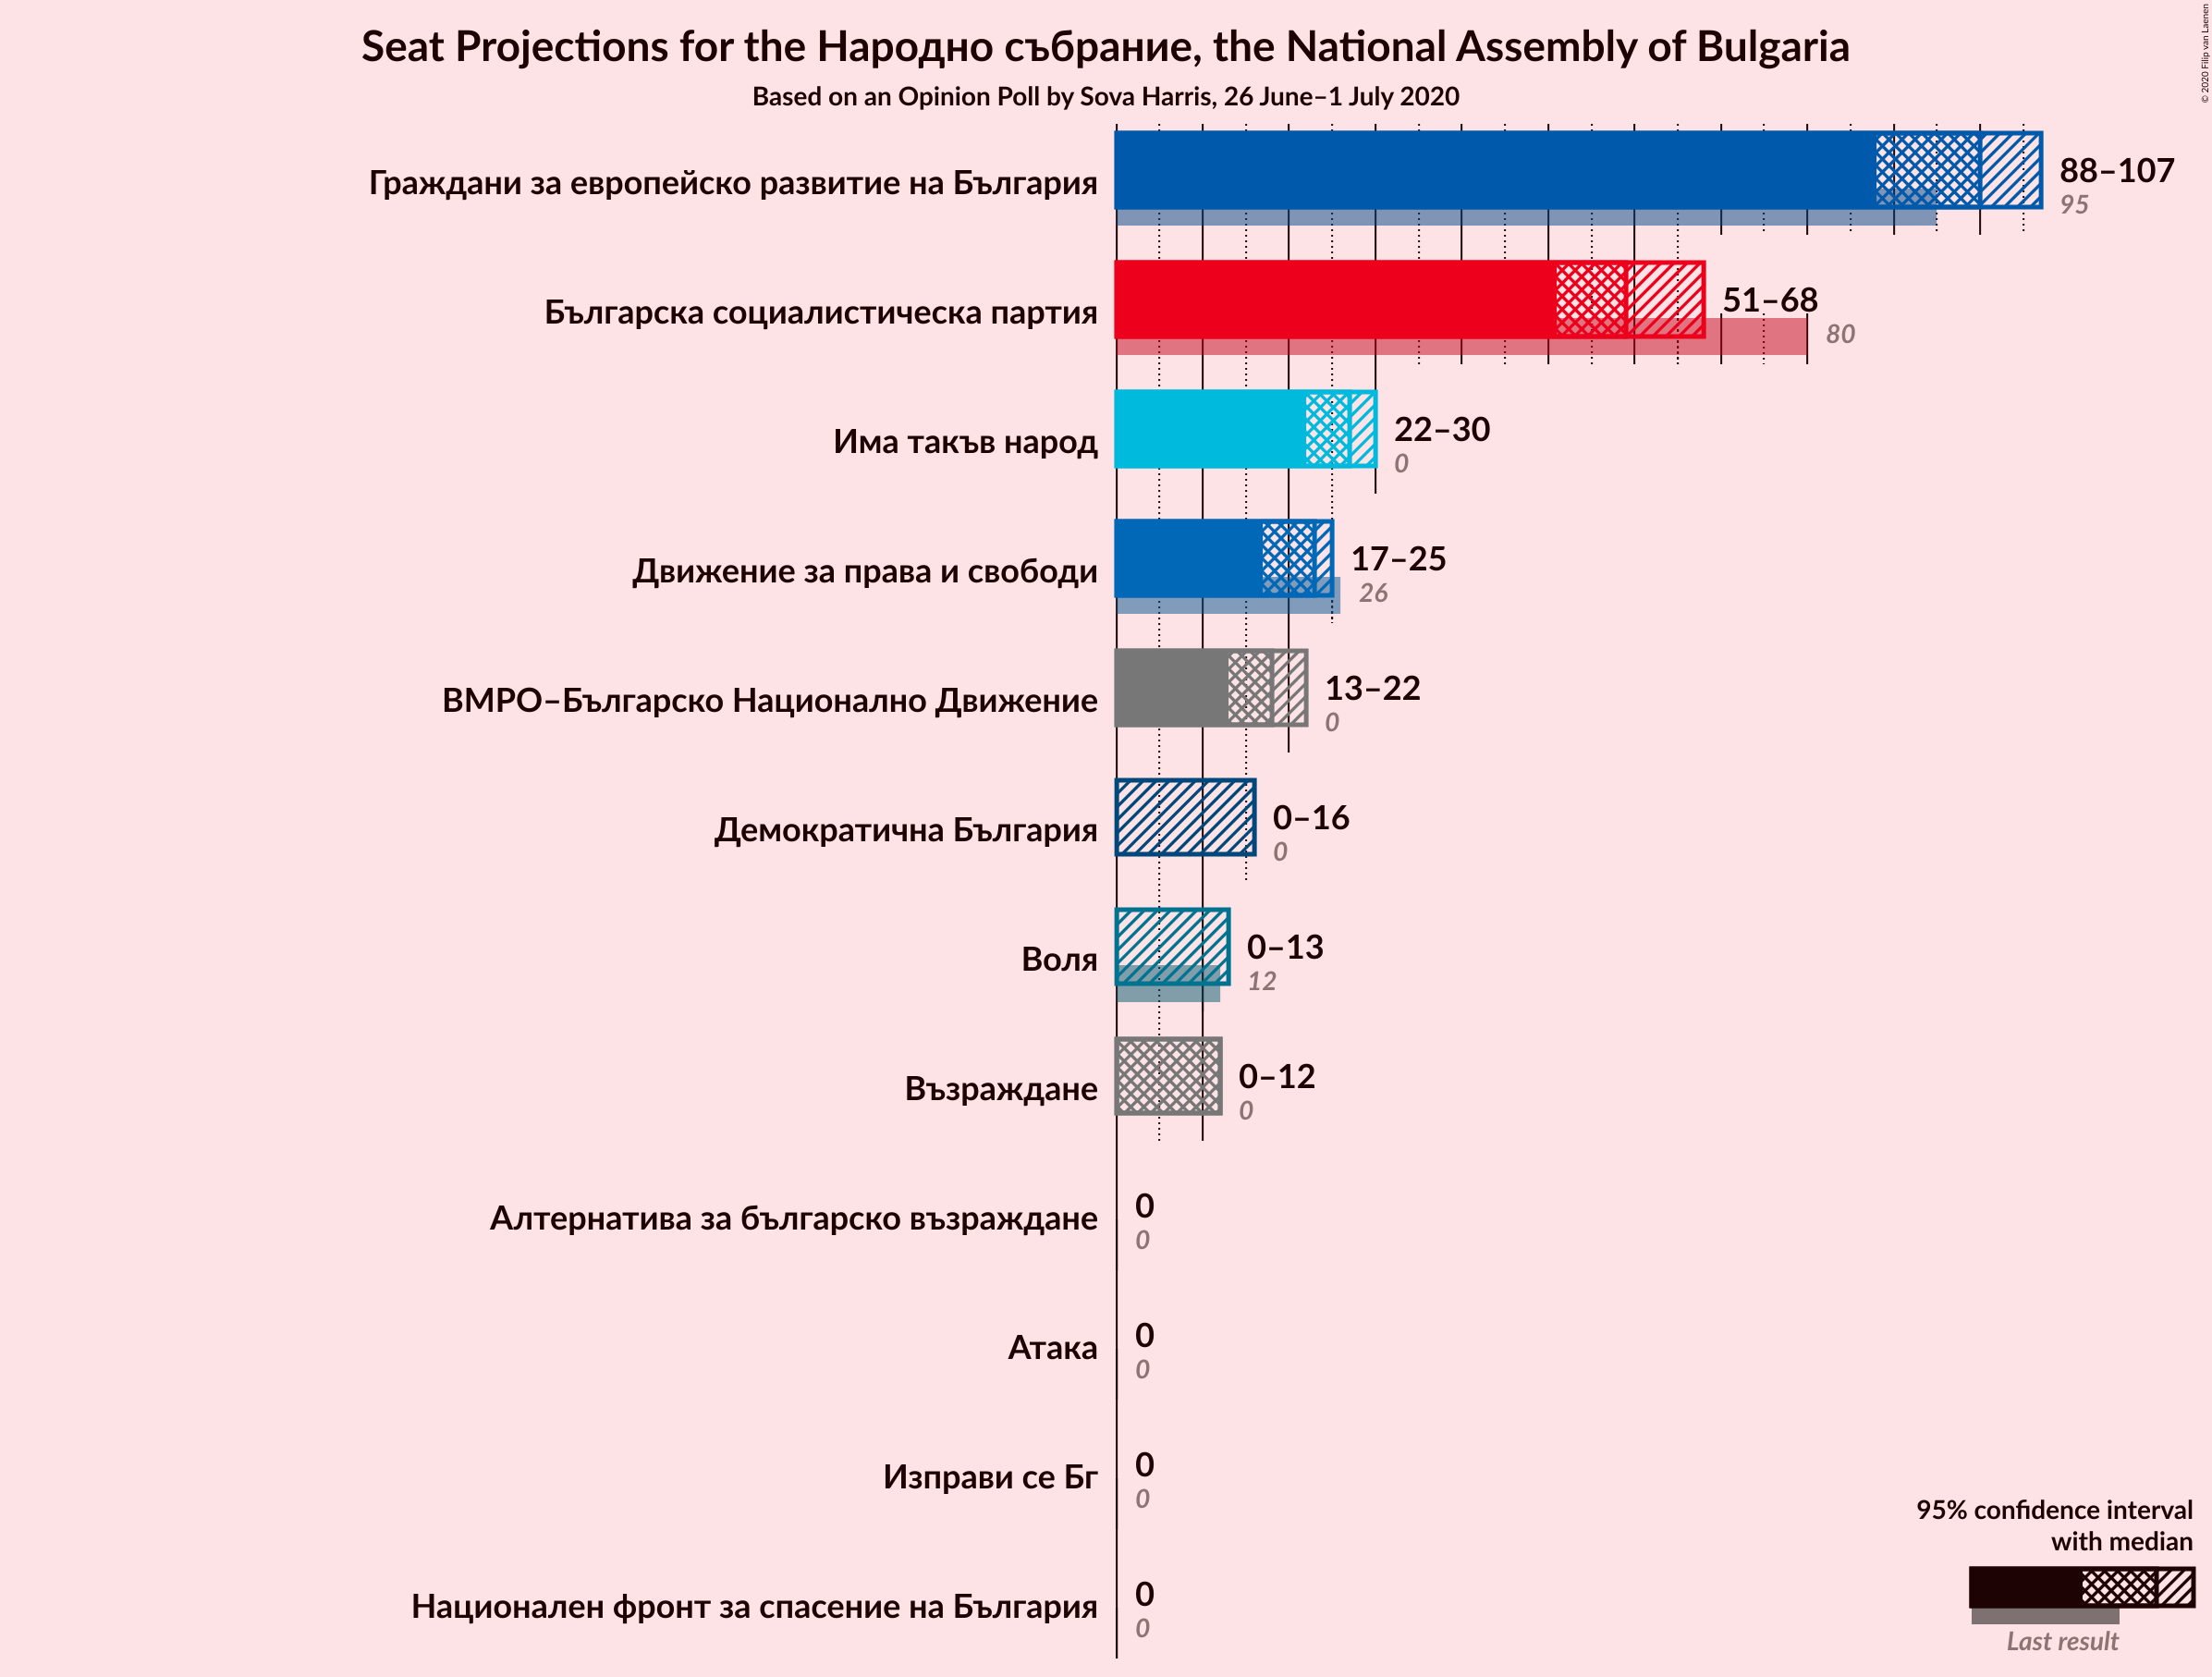 Seat Projections for the Народно събрание, the National Assembly of Bulgaria
Based on an Opinion Poll by Sova Harris, 26 June–1 July 2020
© 2020 Filip van Laenen
Граждани за европейско развитие на България
88–107
95
Българска социалистическа партия
51–68
80
Има такъв народ
22–30
0
Движение за права и свободи
17–25
26
ВМРО–Българско Национално Движение
13–22
0
Демократична България
0–16
0
Воля
0–13
12
Възраждане
0–12
0
Алтернатива за българско възраждане
0
0
Атака
0
0
Изправи се Бг
0
0
Национален фронт за спасение на България
0
0
95% confidence interval
with median
Last result